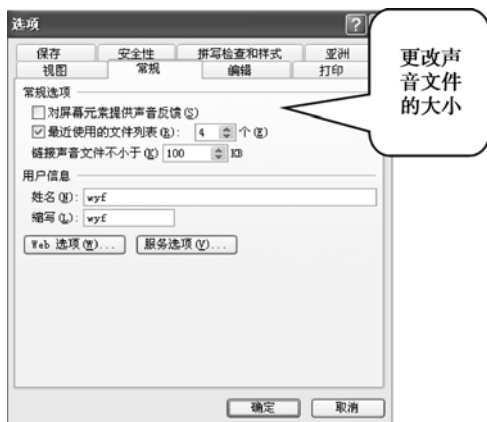 选项
?
保存 安全性 拼写检查和样式 亚洲
视图 常规 编辑 打印
常规选项
对屏幕元素提供声音反馈(S)
最近使用的文件列表(R): 4 个(E)
链接声音文件不小于(K) 100 KB
用户信息
姓名(N): wyf
缩写(L): wyf
Web 选项(W)... 服务选项(V)...
确定 取消
更改声
音文件
的大小